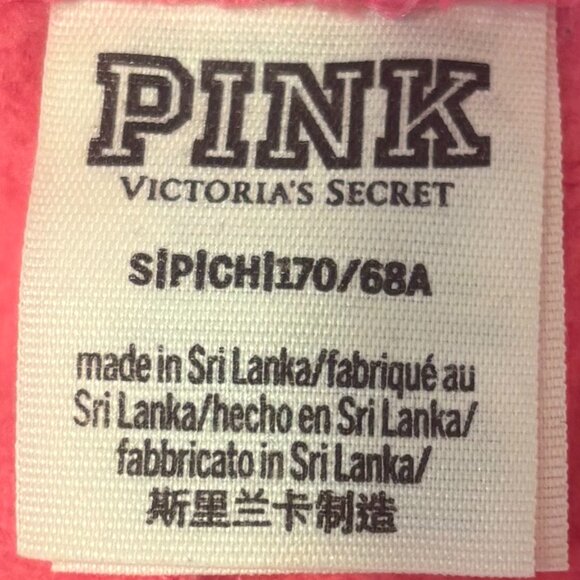 PINK
VICTORIA'S SECRET
S|P|CH|170/68A
made in Sri Lanka/fabriqué au
Sri Lanka/hecho en Sri Lanka/
fabbricato in Sri Lanka/
斯里兰卡制造